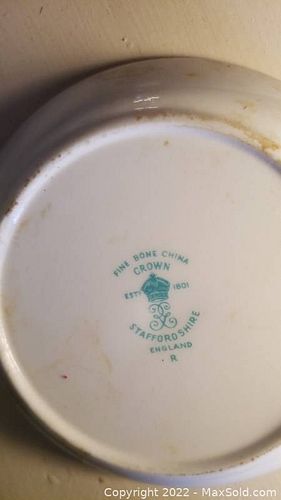 FINE BONE CHINA
CROWN
ESTD 1801
STAFFORDSHIRE
ENGLAND
R
Copyright © 2022 - MaxSold.com